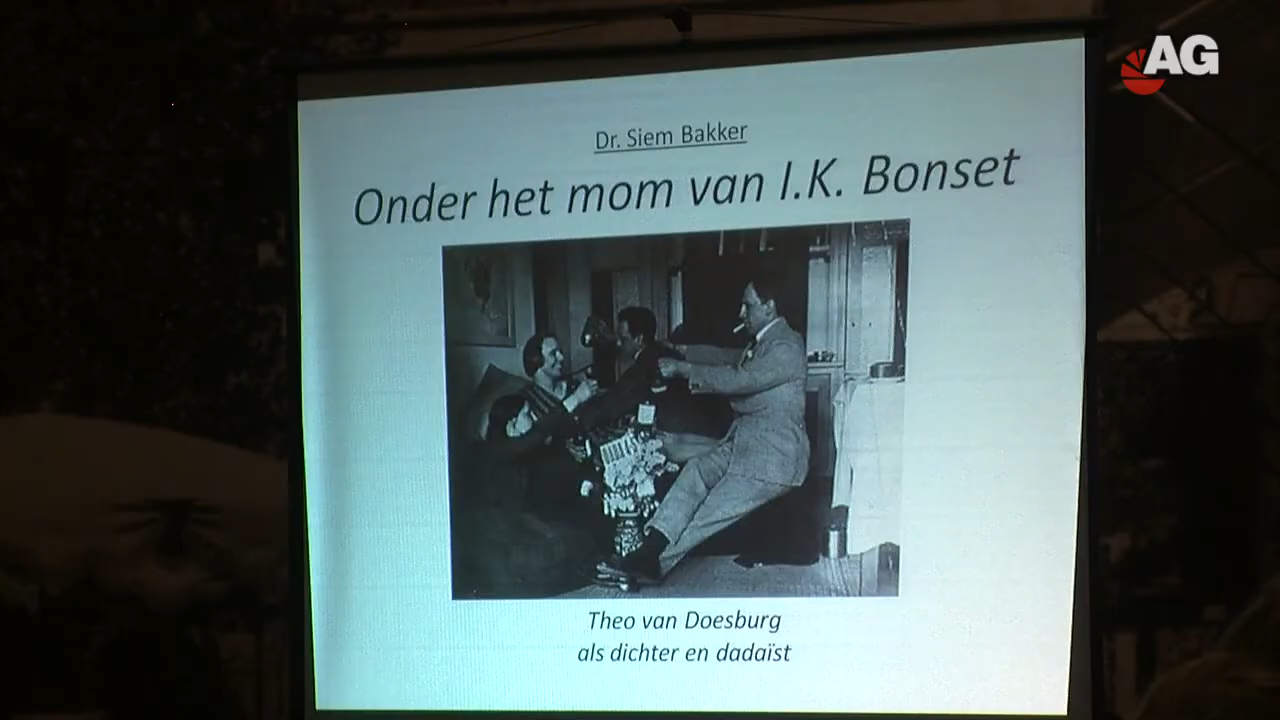 AG
Dr. Siem Bakker
Onder het mom van I.K. Bonset
Theo van Doesburg
als dichter en dadaïst